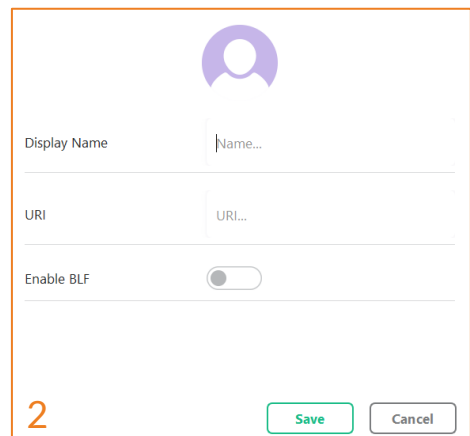 Display Name Name...
URI URI...
Enable BLF
2 Save Cancel